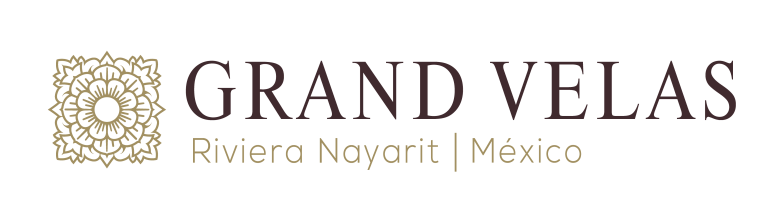 GRAND VELAS
Riviera Nayarit | México